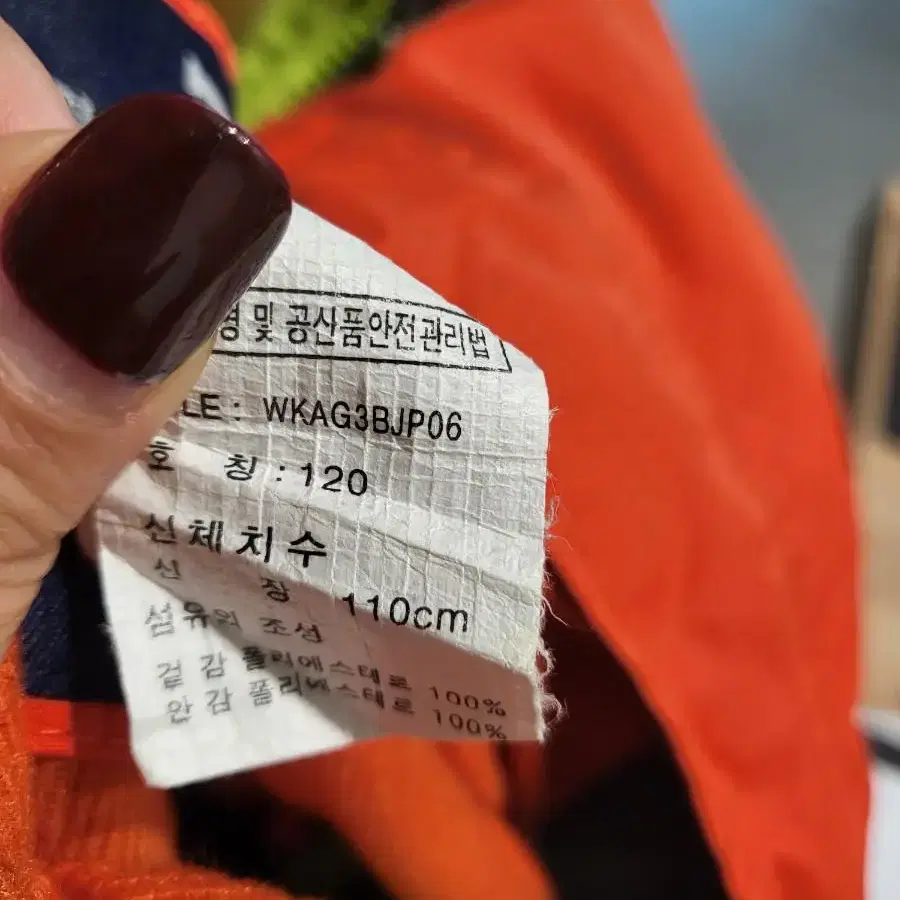 및 공산품안전관리법
LE : WKAG3BJP06
호 칭 : 120
신체치수
신 장 110cm
섬유의 조성
겉감 폴리에스테르 100%
안감 폴리에스테르 100%